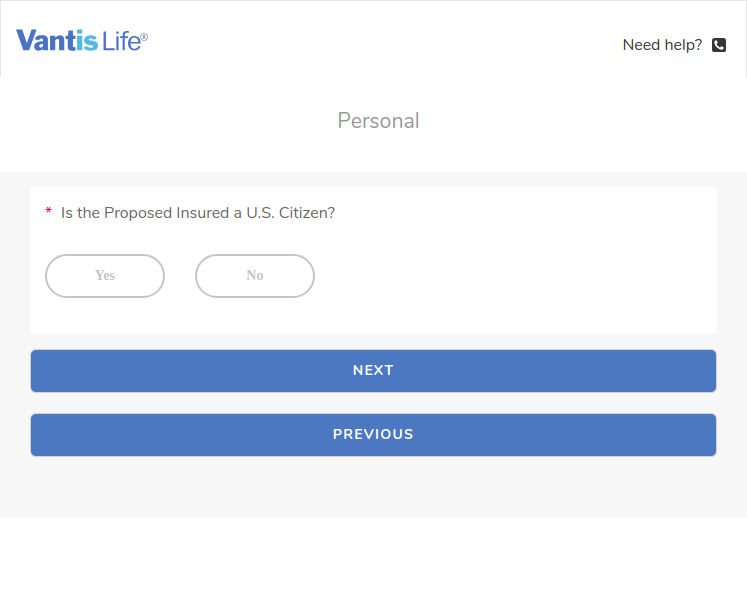 Vantis Life®
Need help?
Personal
* Is the Proposed Insured a U.S. Citizen?
Yes
No
NEXT
PREVIOUS